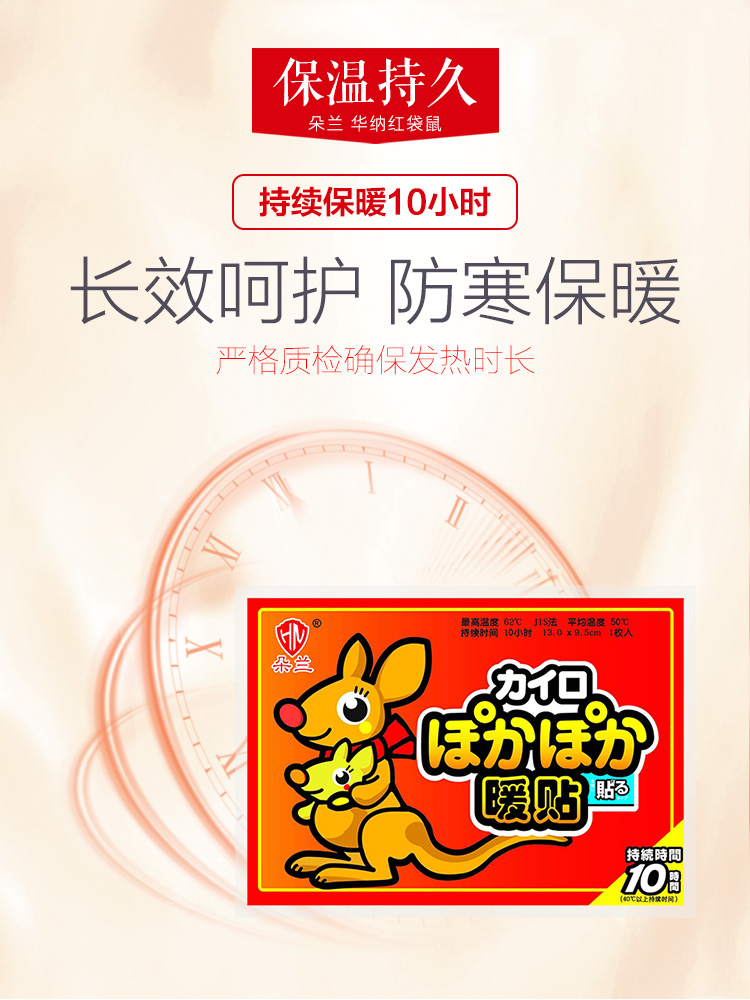 保温持久
朵兰 华纳红袋鼠
持续保暖10小时
长效呵护 防寒保暖
严格质检确保发热时长
XII
I
II
XI
X
IX
HN
®
朵兰
最高温度 62℃ JIS法 平均温度 50℃
持续时间 10小时 13.0 x 9.5cm 1枚入
カイロ
ぽかぽか
暖贴
貼る
持続時間
10時間
(40℃以上持续时间)